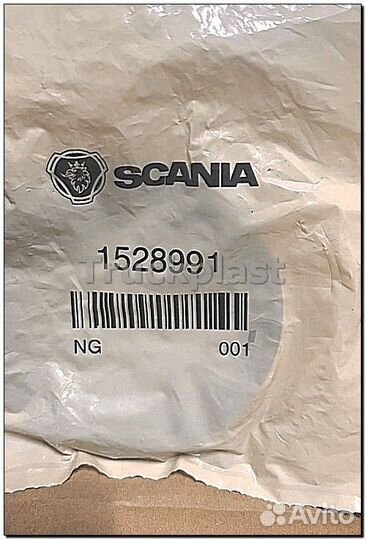 SCANIA
1528991
Truckplast
NG 001
Avito